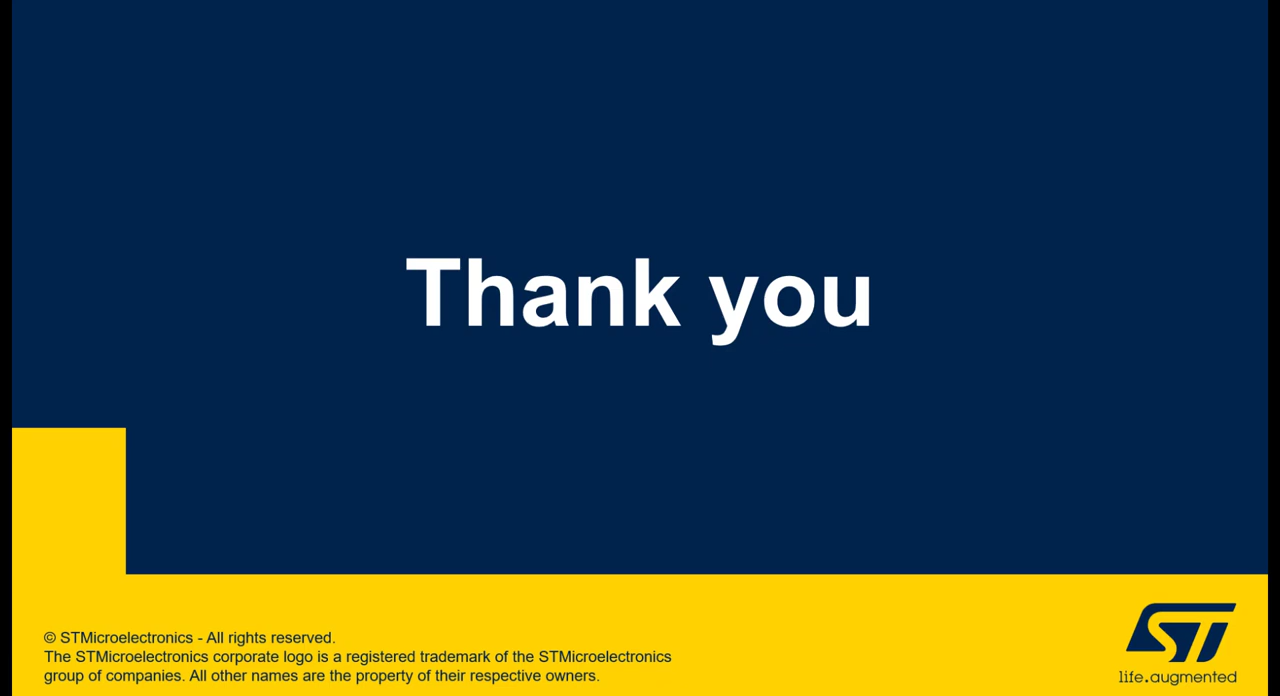 Thank you
© STMicroelectronics - All rights reserved.
The STMicroelectronics corporate logo is a registered trademark of the STMicroelectronics
group of companies. All other names are the property of their respective owners.
ST
life.augmented